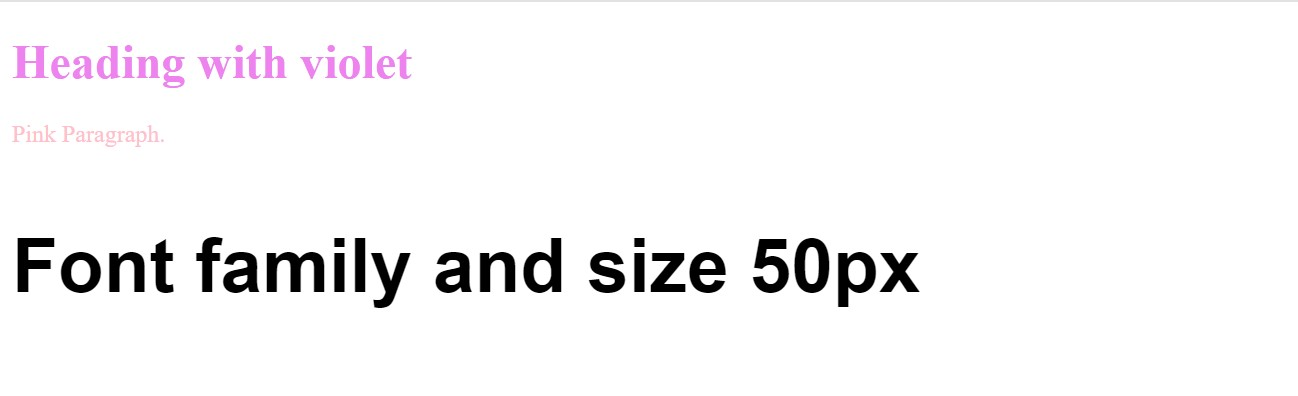 Heading with violet
Pink Paragraph.
Font family and size 50px